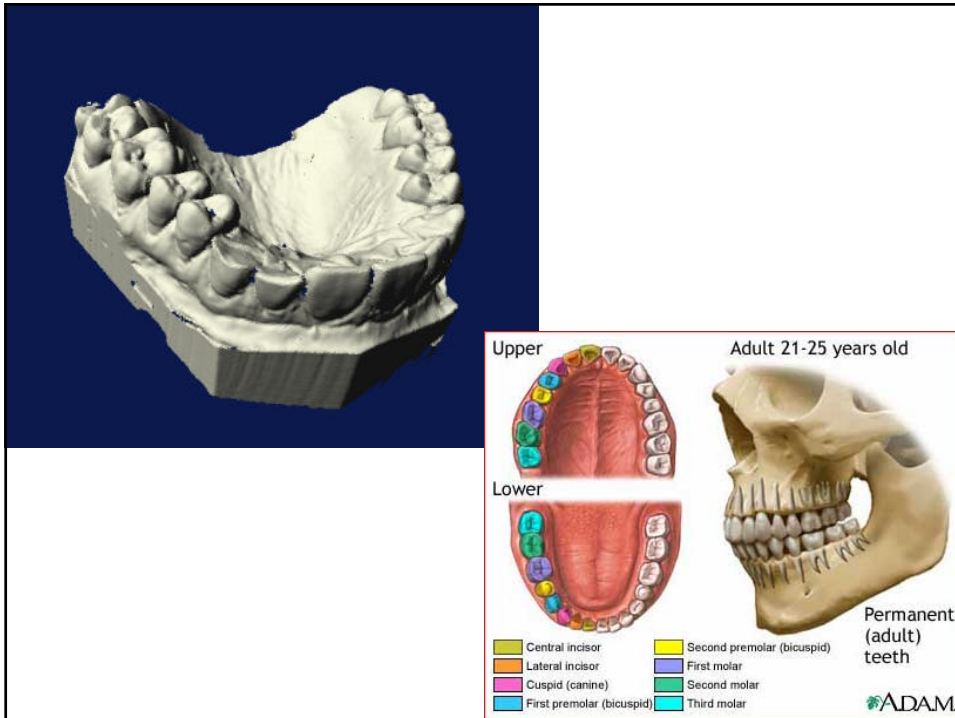 Upper
Adult 21-25 years old
Lower
Permanent
(adult)
teeth
Central incisor
Lateral incisor
Cuspid (canine)
First premolar (bicuspid)
Second premolar (bicuspid)
First molar
Second molar
Third molar
ADAM.